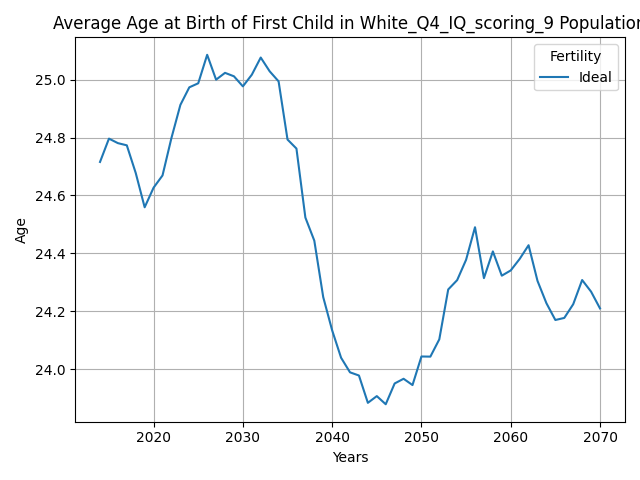 Average Age at Birth of First Child in White_Q4_IQ_scoring_9 Population
Fertility
Ideal
25.0
24.8
24.6
24.4
24.2
24.0
Age
2020 2030 2040 2050 2060 2070
Years